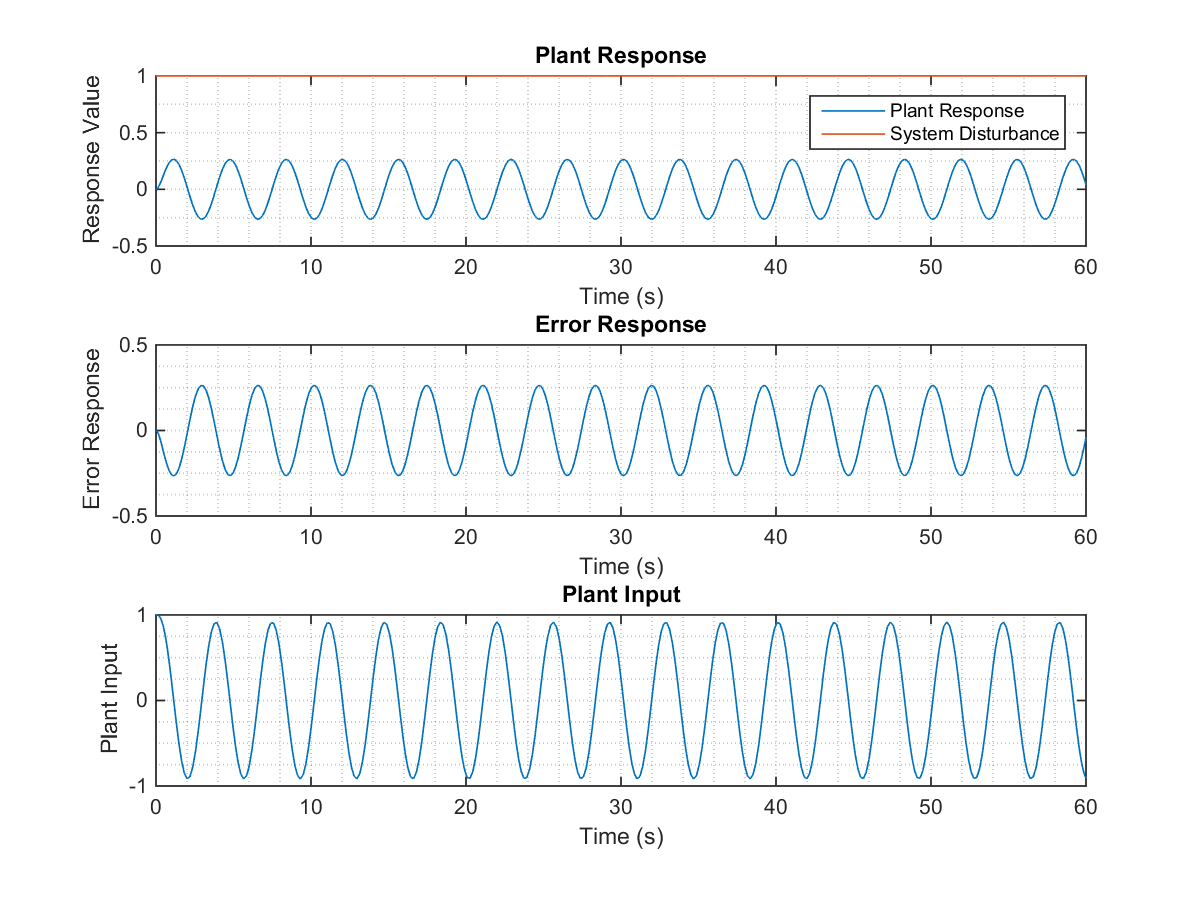 Plant Response
Response Value
1
0.5
0
-0.5
Plant Response
System Disturbance
0 10 20 30 40 50 60
Time (s)
Error Response
Error Response
0.5
0
-0.5
0 10 20 30 40 50 60
Time (s)
Plant Input
Plant Input
1
0
-1
0 10 20 30 40 50 60
Time (s)